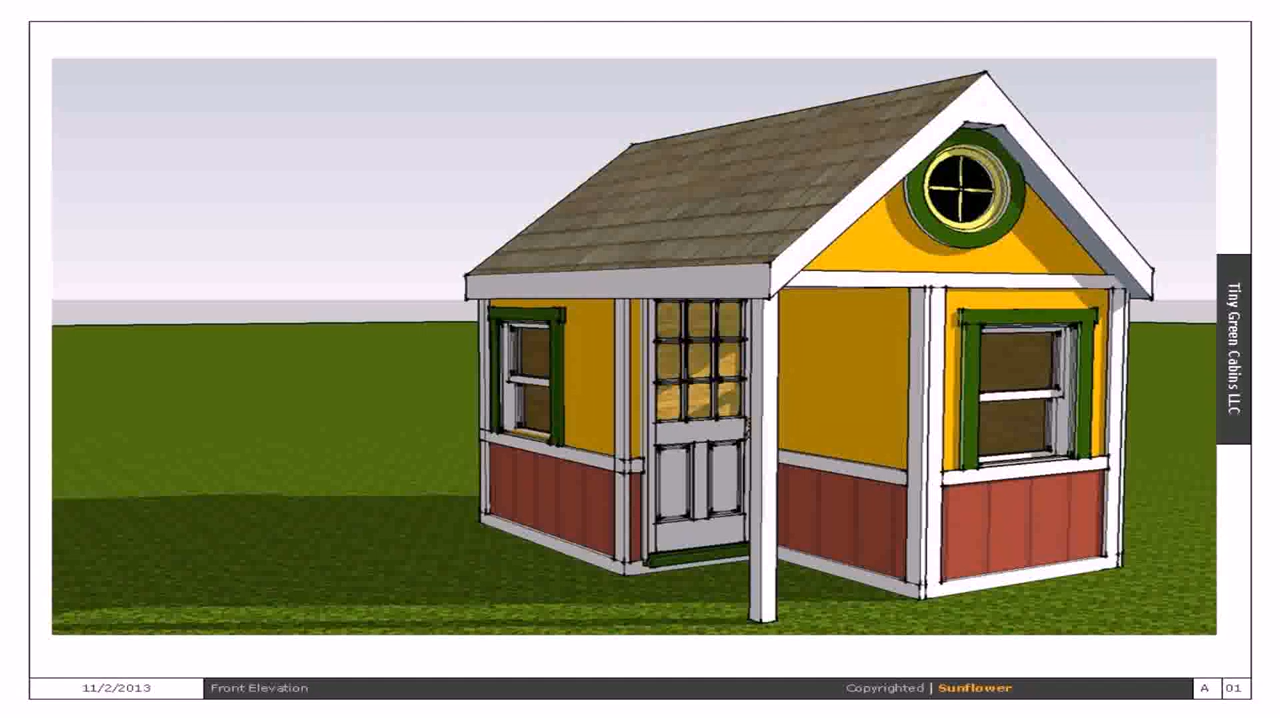 Tiny Green Cabins LLC
11/2/2013
Front Elevation
Copyrighted | Sunflower
A
01